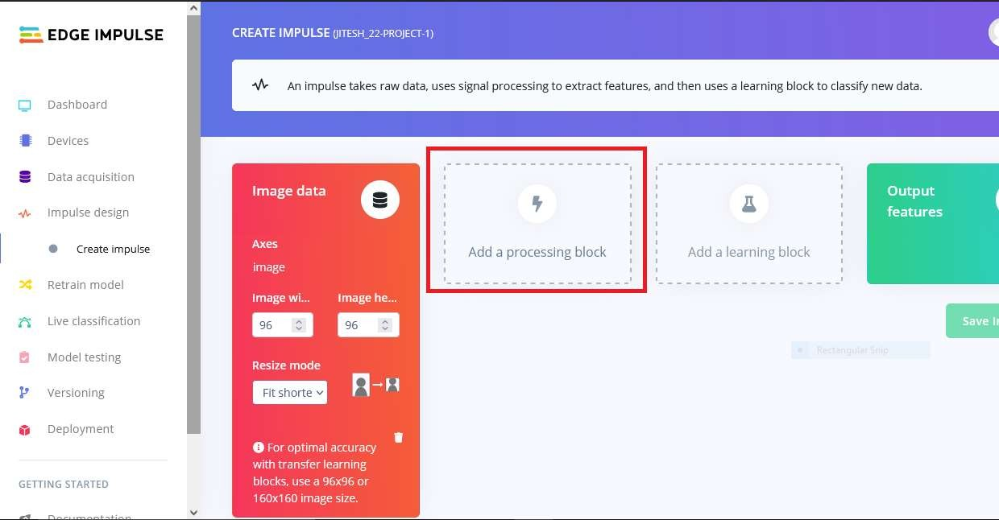 EDGE IMPULSE
Dashboard
Devices
Data acquisition
Impulse design
Create impulse
Retrain model
Live classification
Model testing
Versioning
Deployment
GETTING STARTED
Documentation
CREATE IMPULSE (JITESH_22-PROJECT-1)
An impulse takes raw data, uses signal processing to extract features, and then uses a learning block to classify new data.
Image data
Axes
image
Image wi... Image he...
96 96
Resize mode
Fit shorte
For optimal accuracy
with transfer learning
blocks, use a 96x96 or
160x160 image size.
Add a processing block
Add a learning block
Output
features
Save I
Rectangular Snip